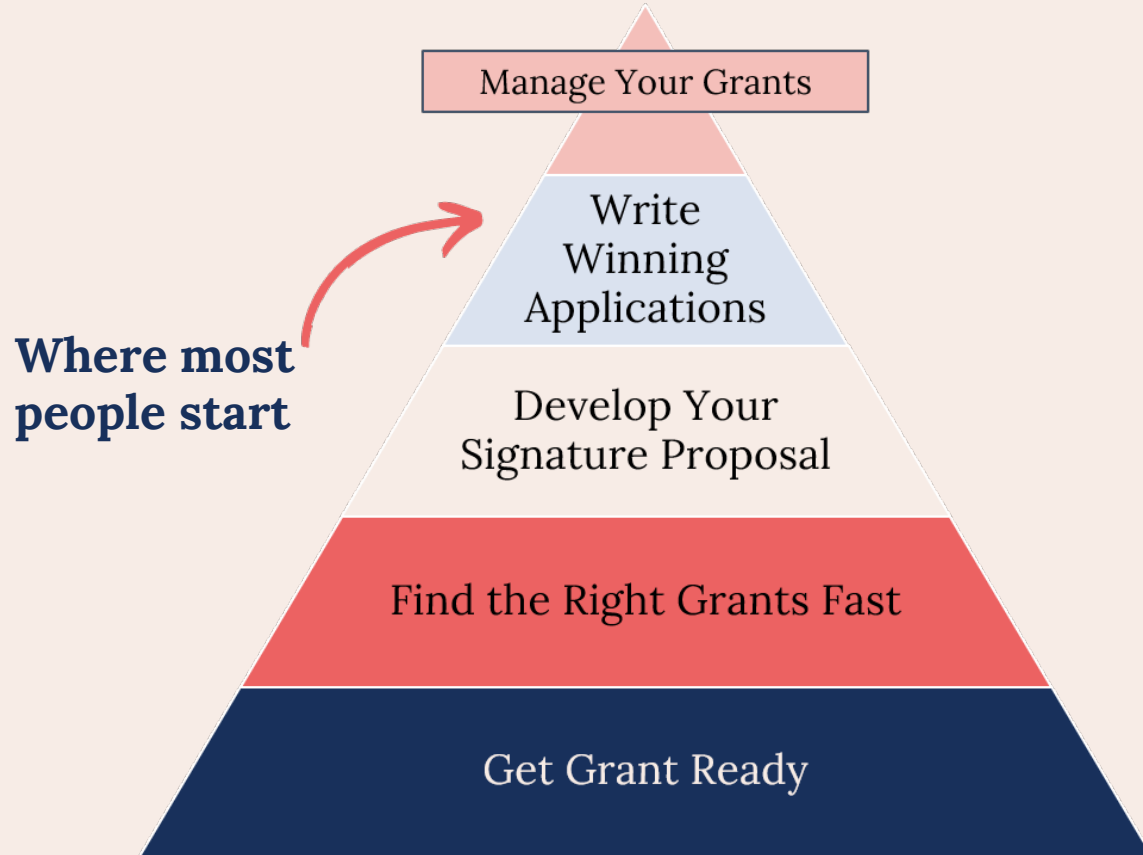 Manage Your Grants
Write
Winning
Applications
Where most
people start
Develop Your
Signature Proposal
Find the Right Grants Fast
Get Grant Ready